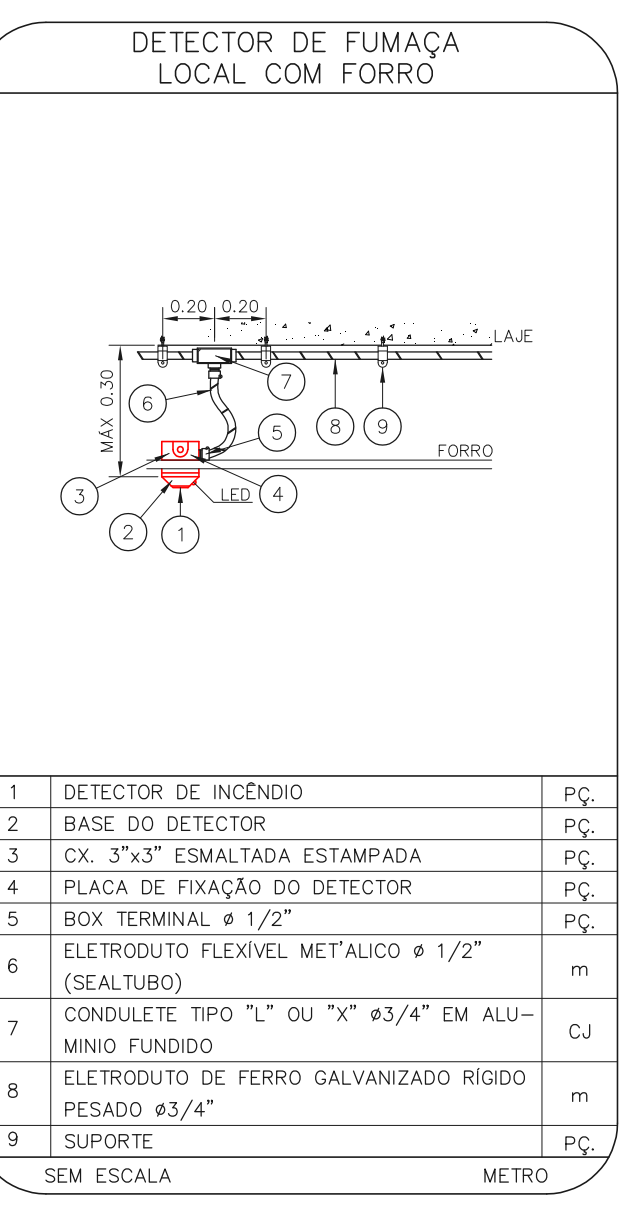 DETECTOR DE FUMAÇA
LOCAL COM FORRO
0.20 0.20
LAJE
MÁX 0.30
7
6
8
9
5
FORRO
3
4
LED
2
1
1 DETECTOR DE INCÊNDIO PÇ.
2 BASE DO DETECTOR PÇ.
3 CX. 3"x3" ESMALTADA ESTAMPADA PÇ.
4 PLACA DE FIXAÇÃO DO DETECTOR PÇ.
5 BOX TERMINAL ø 1/2" PÇ.
6 ELETRODUTO FLEXÍVEL MET'ALICO ø 1/2"
(SEALTUBO) m
7 CONDULETE TIPO "L" OU "X" ø3/4" EM ALU-
MINIO FUNDIDO CJ
8 ELETRODUTO DE FERRO GALVANIZADO RÍGIDO
PESADO ø3/4" m
9 SUPORTE PÇ.
SEM ESCALA METRO